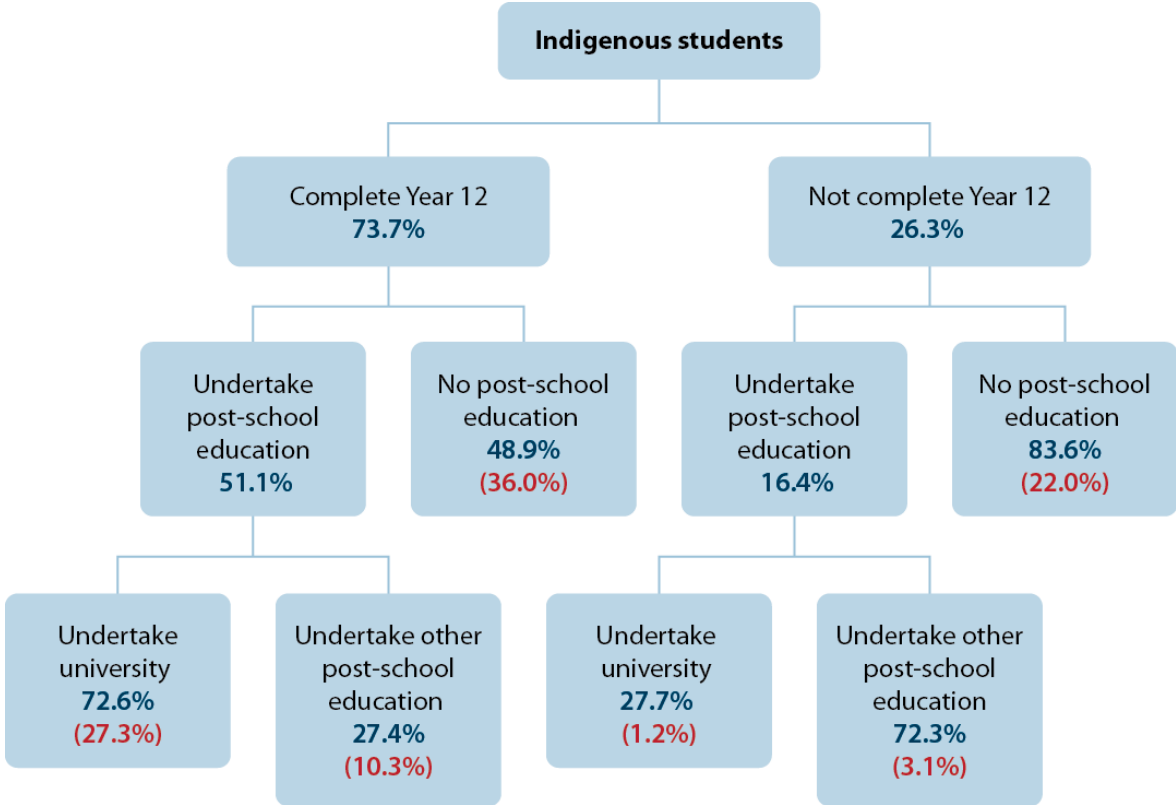 Indigenous students
Complete Year 12
73.7%
Not complete Year 12
26.3%
Undertake
post-school
education
51.1%
No post-school
education
48.9%
(36.0%)
Undertake
post-school
education
16.4%
No post-school
education
83.6%
(22.0%)
Undertake
university
72.6%
(27.3%)
Undertake other
post-school
education
27.4%
(10.3%)
Undertake
university
27.7%
(1.2%)
Undertake other
post-school
education
72.3%
(3.1%)